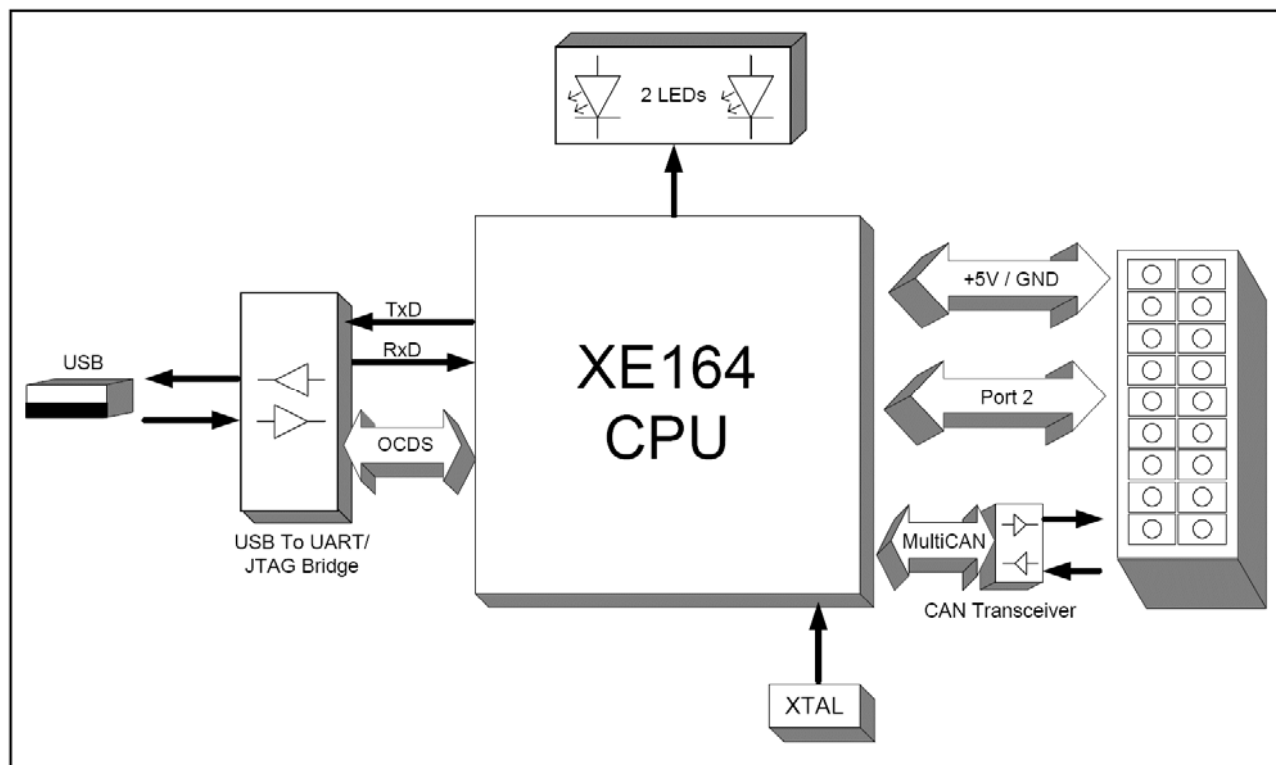 2 LEDs
+5V / GND
TxD
RxD
USB
XE164
CPU
Port 2
OCDS
USB To UART/
JTAG Bridge
MultiCAN
CAN Transceiver
XTAL